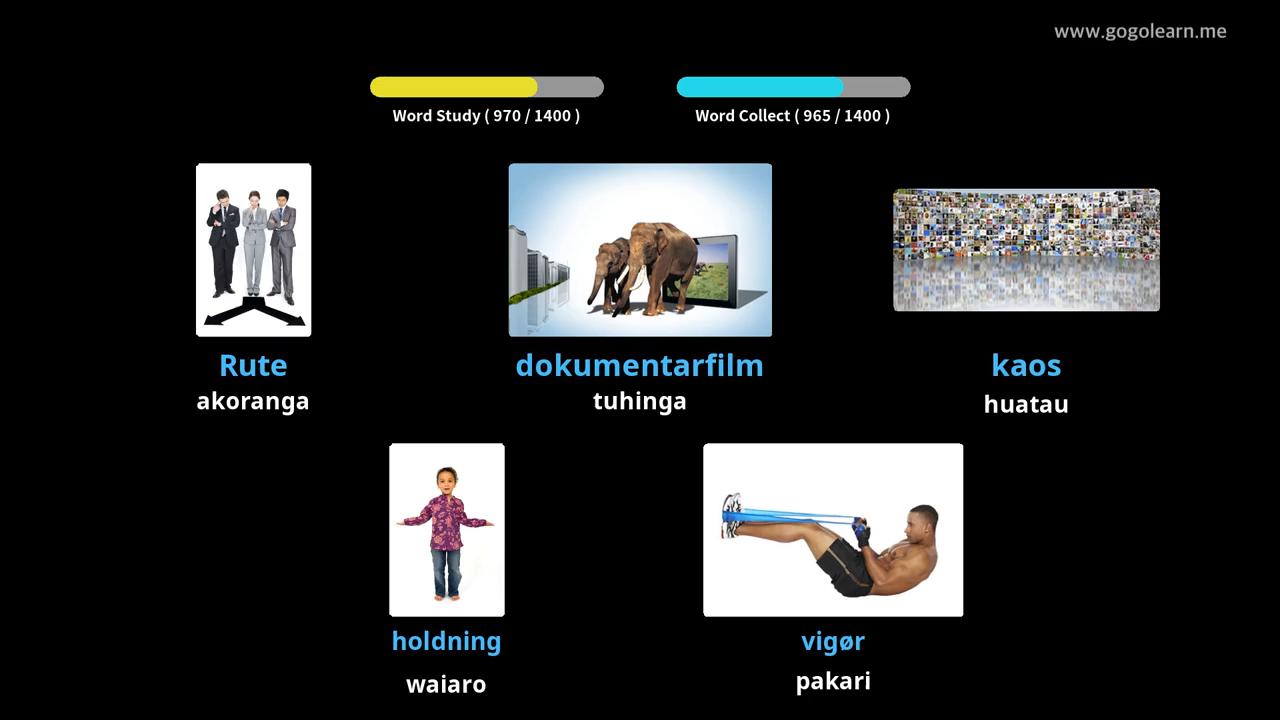 www.gogolearn.me
Word Study ( 970 / 1400 )
Word Collect ( 965 / 1400 )
Rute
akoranga
dokumentarfilm
tuhinga
kaos
huatau
holdning
waiaro
vigør
pakari